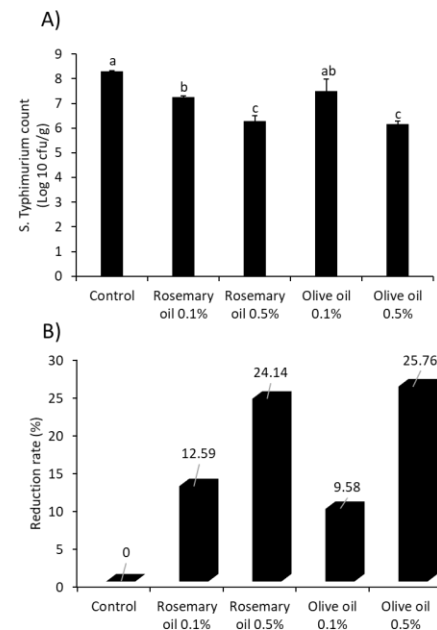 A)
S. Typhimurium count
(Log 10 cfu/g)
9
8
7
6
5
4
3
2
1
0
a
b
c
ab
c
Control
Rosemary
oil 0.1%
Rosemary
oil 0.5%
Olive oil
0.1%
Olive oil
0.5%
B)
Reduction rate (%)
30
25
20
15
10
5
0
0
12.59
24.14
9.58
25.76
Control
Rosemary
oil 0.1%
Rosemary
oil 0.5%
Olive oil
0.1%
Olive oil
0.5%